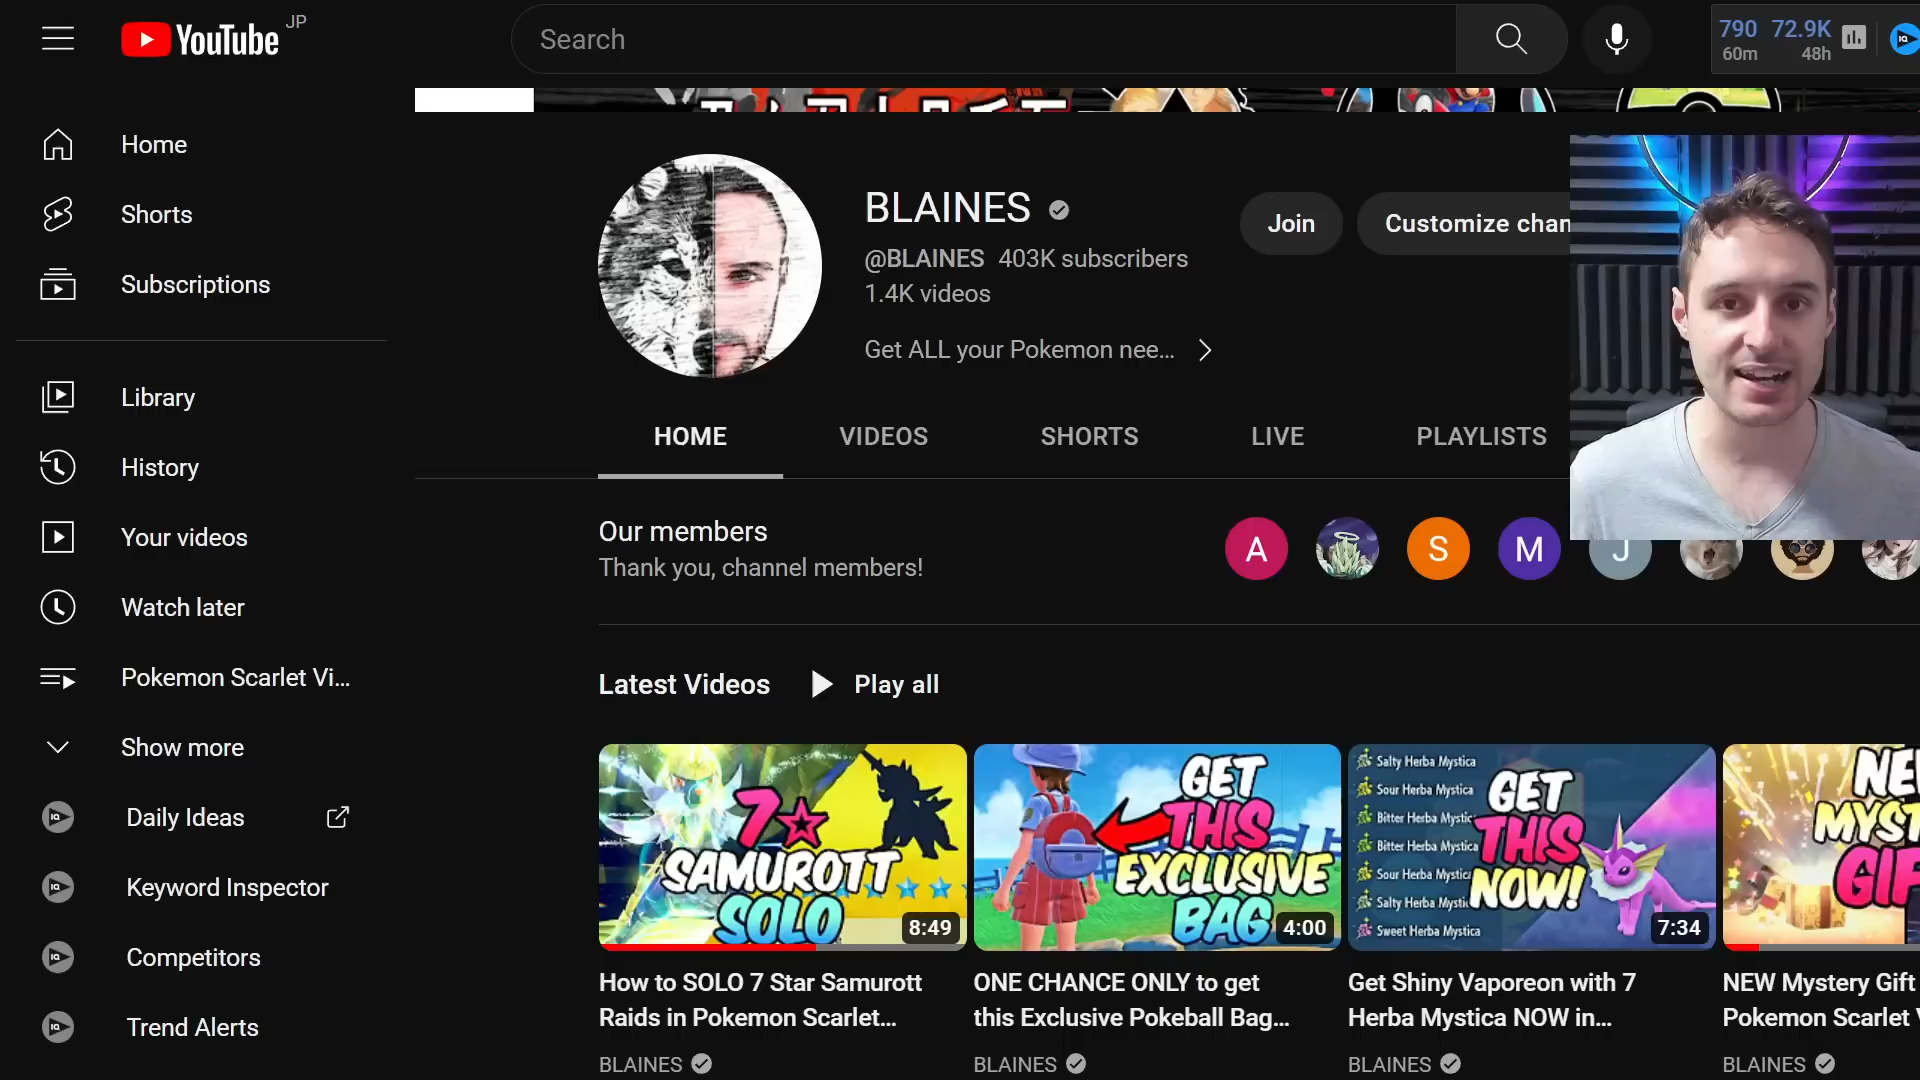 YouTube JP
Search
790 72.9K
60m 48h
Home
Shorts
Subscriptions
Library
History
Your videos
Watch later
Pokemon Scarlet Vi...
Show more
Daily Ideas
Keyword Inspector
Competitors
Trend Alerts
BLAINES
@BLAINES 403K subscribers
1.4K videos
Get ALL your Pokemon nee...
Join
Customize chan
HOME VIDEOS SHORTS LIVE PLAYLISTS
Our members
Thank you, channel members!
A
S
M
J
Latest Videos
Play all
7
SAMUROTT
SOLO
8:49
How to SOLO 7 Star Samurott
Raids in Pokemon Scarlet...
BLAINES
GET
THIS
EXCLUSIVE
BAG
4:00
ONE CHANCE ONLY to get
this Exclusive Pokeball Bag...
BLAINES
Salty Herba Mystica
Sour Herba Mystica
Bitter Herba Mystic
Bitter Herba Mystica
Sour Herba Mystica
Salty Herba Mysti
Sweet Herba Mystica
GET
THIS
NOW!
7:34
Get Shiny Vaporeon with 7
Herba Mystica NOW in...
BLAINES
NE
MYST
GIF
NEW Mystery Gift
Pokemon Scarlet V
BLAINES